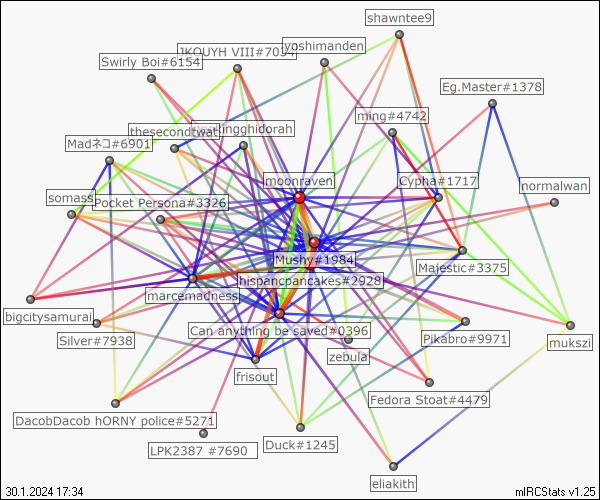 shawntee9
yoshimanden
JKOUYH VIII#7034
Swirly Boi#6154
Eg.Master#1378
ming#4742
thesecondtwat
Madネコ#6901
moonraven
Cypha#1717
normalwan
somass
Pocket Persona#3326
Mushy#1984
Majestic#3375
hispancpancakes#2928
marcemadness
bigcitysamurai
Can anything be saved#0396
Silver#7938
Pikabro#9971
mukszi
zebula
frisout
Fedora Stoat#4479
DacobDacob hORNY police#5271
Duck#1245
LPK2387 #7690
eliakith
30.1.2024 17:34
mIRCStats v1.25